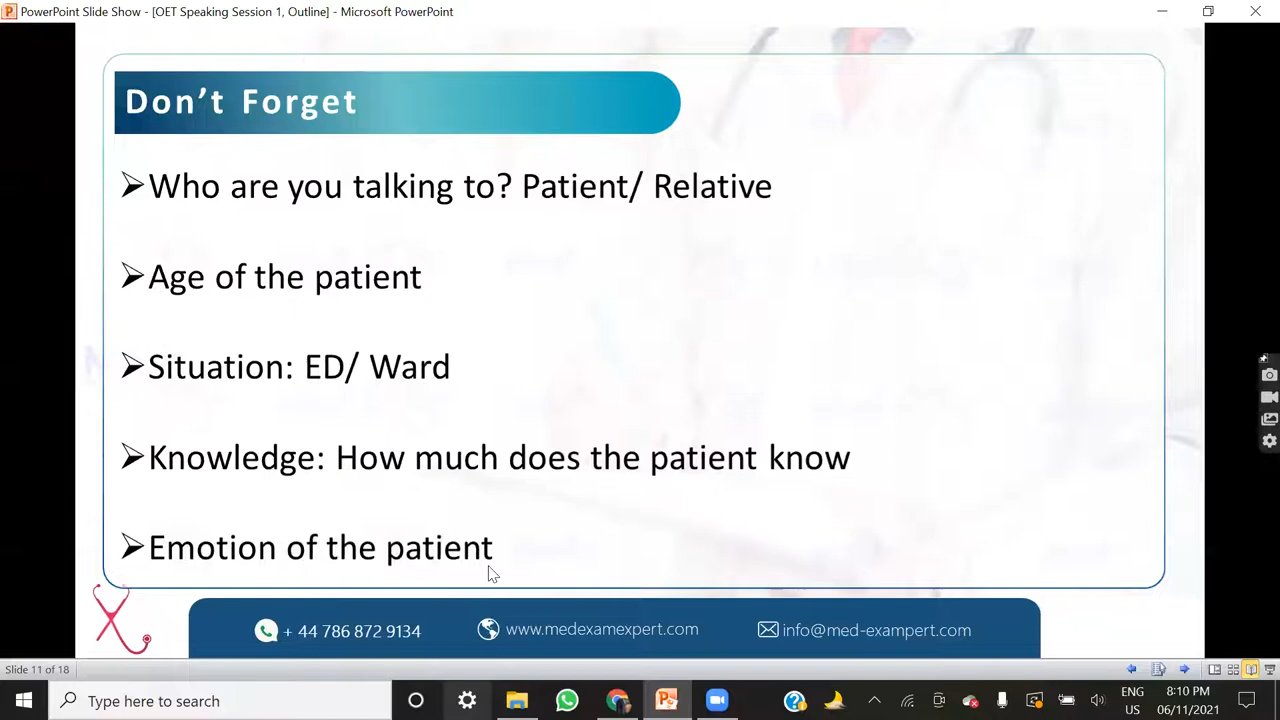 PowerPoint Slide Show - [OET Speaking Session 1, Outline] - Microsoft PowerPoint
Don't Forget
Who are you talking to? Patient/ Relative
Age of the patient
Situation: ED/ Ward
Knowledge: How much does the patient know
Emotion of the patient
+ 44 786 872 9134 www.medexamexpert.com info@med-exampert.com
Slide 11 of 18
Type here to search
ENG
US
8:10 PM
06/11/2021